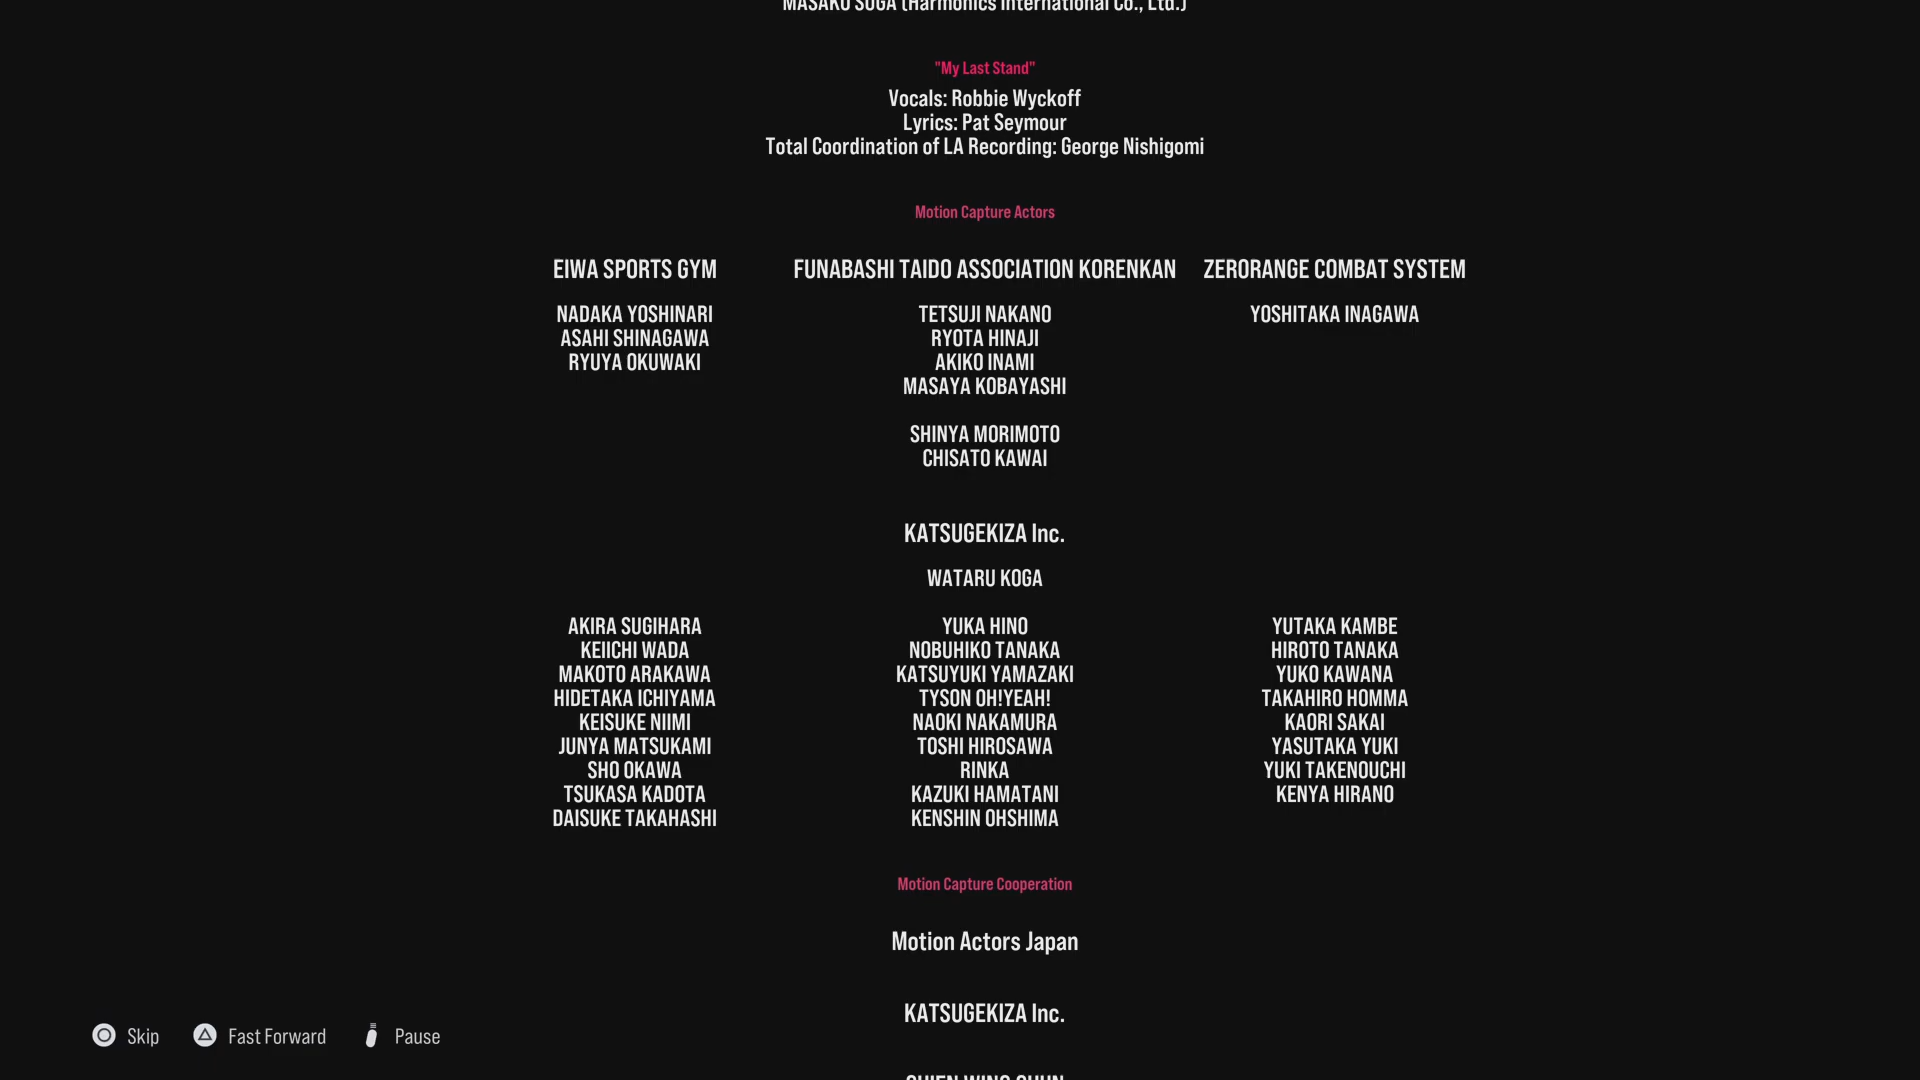 MASAKO SUGA (Harmonics International Co., Ltd.)
"My Last Stand"
Vocals: Robbie Wyckoff
Lyrics: Pat Seymour
Total Coordination of LA Recording: George Nishigomi
Motion Capture Actors
EIWA SPORTS GYM
NADAKA YOSHINARI
ASAHI SHINAGAWA
RYUYA OKUWAKI
FUNABASHI TAIDO ASSOCIATION KORENKAN
TETSUJI NAKANO
RYOTA HINAJI
AKIKO INAMI
MASAYA KOBAYASHI
SHINYA MORIMOTO
CHISATO KAWAI
ZERORANGE COMBAT SYSTEM
YOSHITAKA INAGAWA
KATSUGEKIZA Inc.
WATARU KOGA
AKIRA SUGIHARA
KEIICHI WADA
MAKOTO ARAKAWA
HIDETAKA ICHIYAMA
KEISUKE NIIMI
JUNYA MATSUKAMI
SHO OKAWA
TSUKASA KADOTA
DAISUKE TAKAHASHI
YUKA HINO
NOBUHIKO TANAKA
KATSUYUKI YAMAZAKI
TYSON OH!YEAH!
NAOKI NAKAMURA
TOSHI HIROSAWA
RINKA
KAZUKI HAMATANI
KENSHIN OHSHIMA
YUTAKA KAMBE
HIROTO TANAKA
YUKO KAWANA
TAKAHIRO HOMMA
KAORI SAKAI
YASUTAKA YUKI
YUKI TAKENOUCHI
KENYA HIRANO
Motion Capture Cooperation
Motion Actors Japan
KATSUGEKIZA Inc.
Skip
Fast Forward
Pause